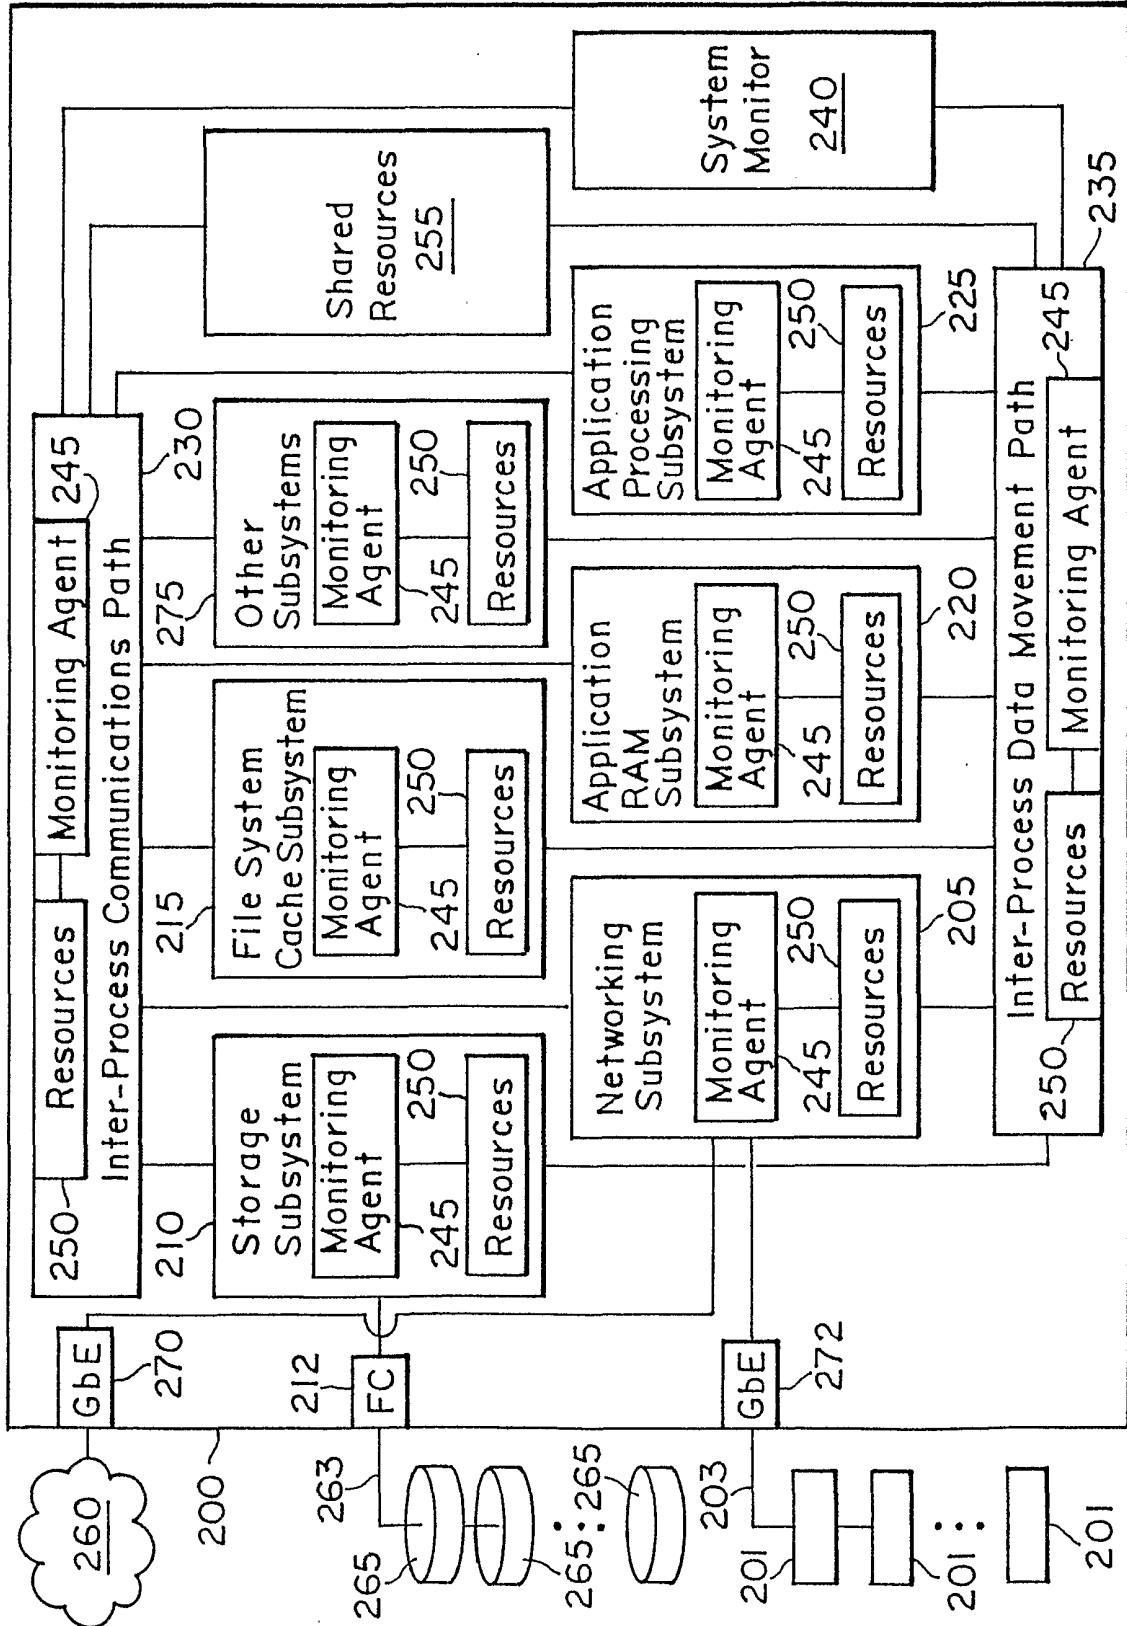 260
GbE
270
200
250
Resources
Monitoring Agent
245
Inter-Process Communications Path
230
210
Storage
Subsystem
Monitoring
Agent
245
250
Resources
215
File System
Cache Subsystem
Monitoring
Agent
245
250
Resources
275
Other
Subsystems
Monitoring
Agent
245
250
Resources
Shared
Resources
255
System
Monitor
240
212
FC
263
265
265
265
Networking
Subsystem
Monitoring
Agent
245
250
Resources
205
Application
RAM
Subsystem
Monitoring
Agent
245
250
Resources
220
Application
Processing
Subsystem
Monitoring
Agent
245
250
Resources
225
GbE
272
203
201
201
201
Inter-Process Data Movement Path
250
Resources
Monitoring Agent
245
235